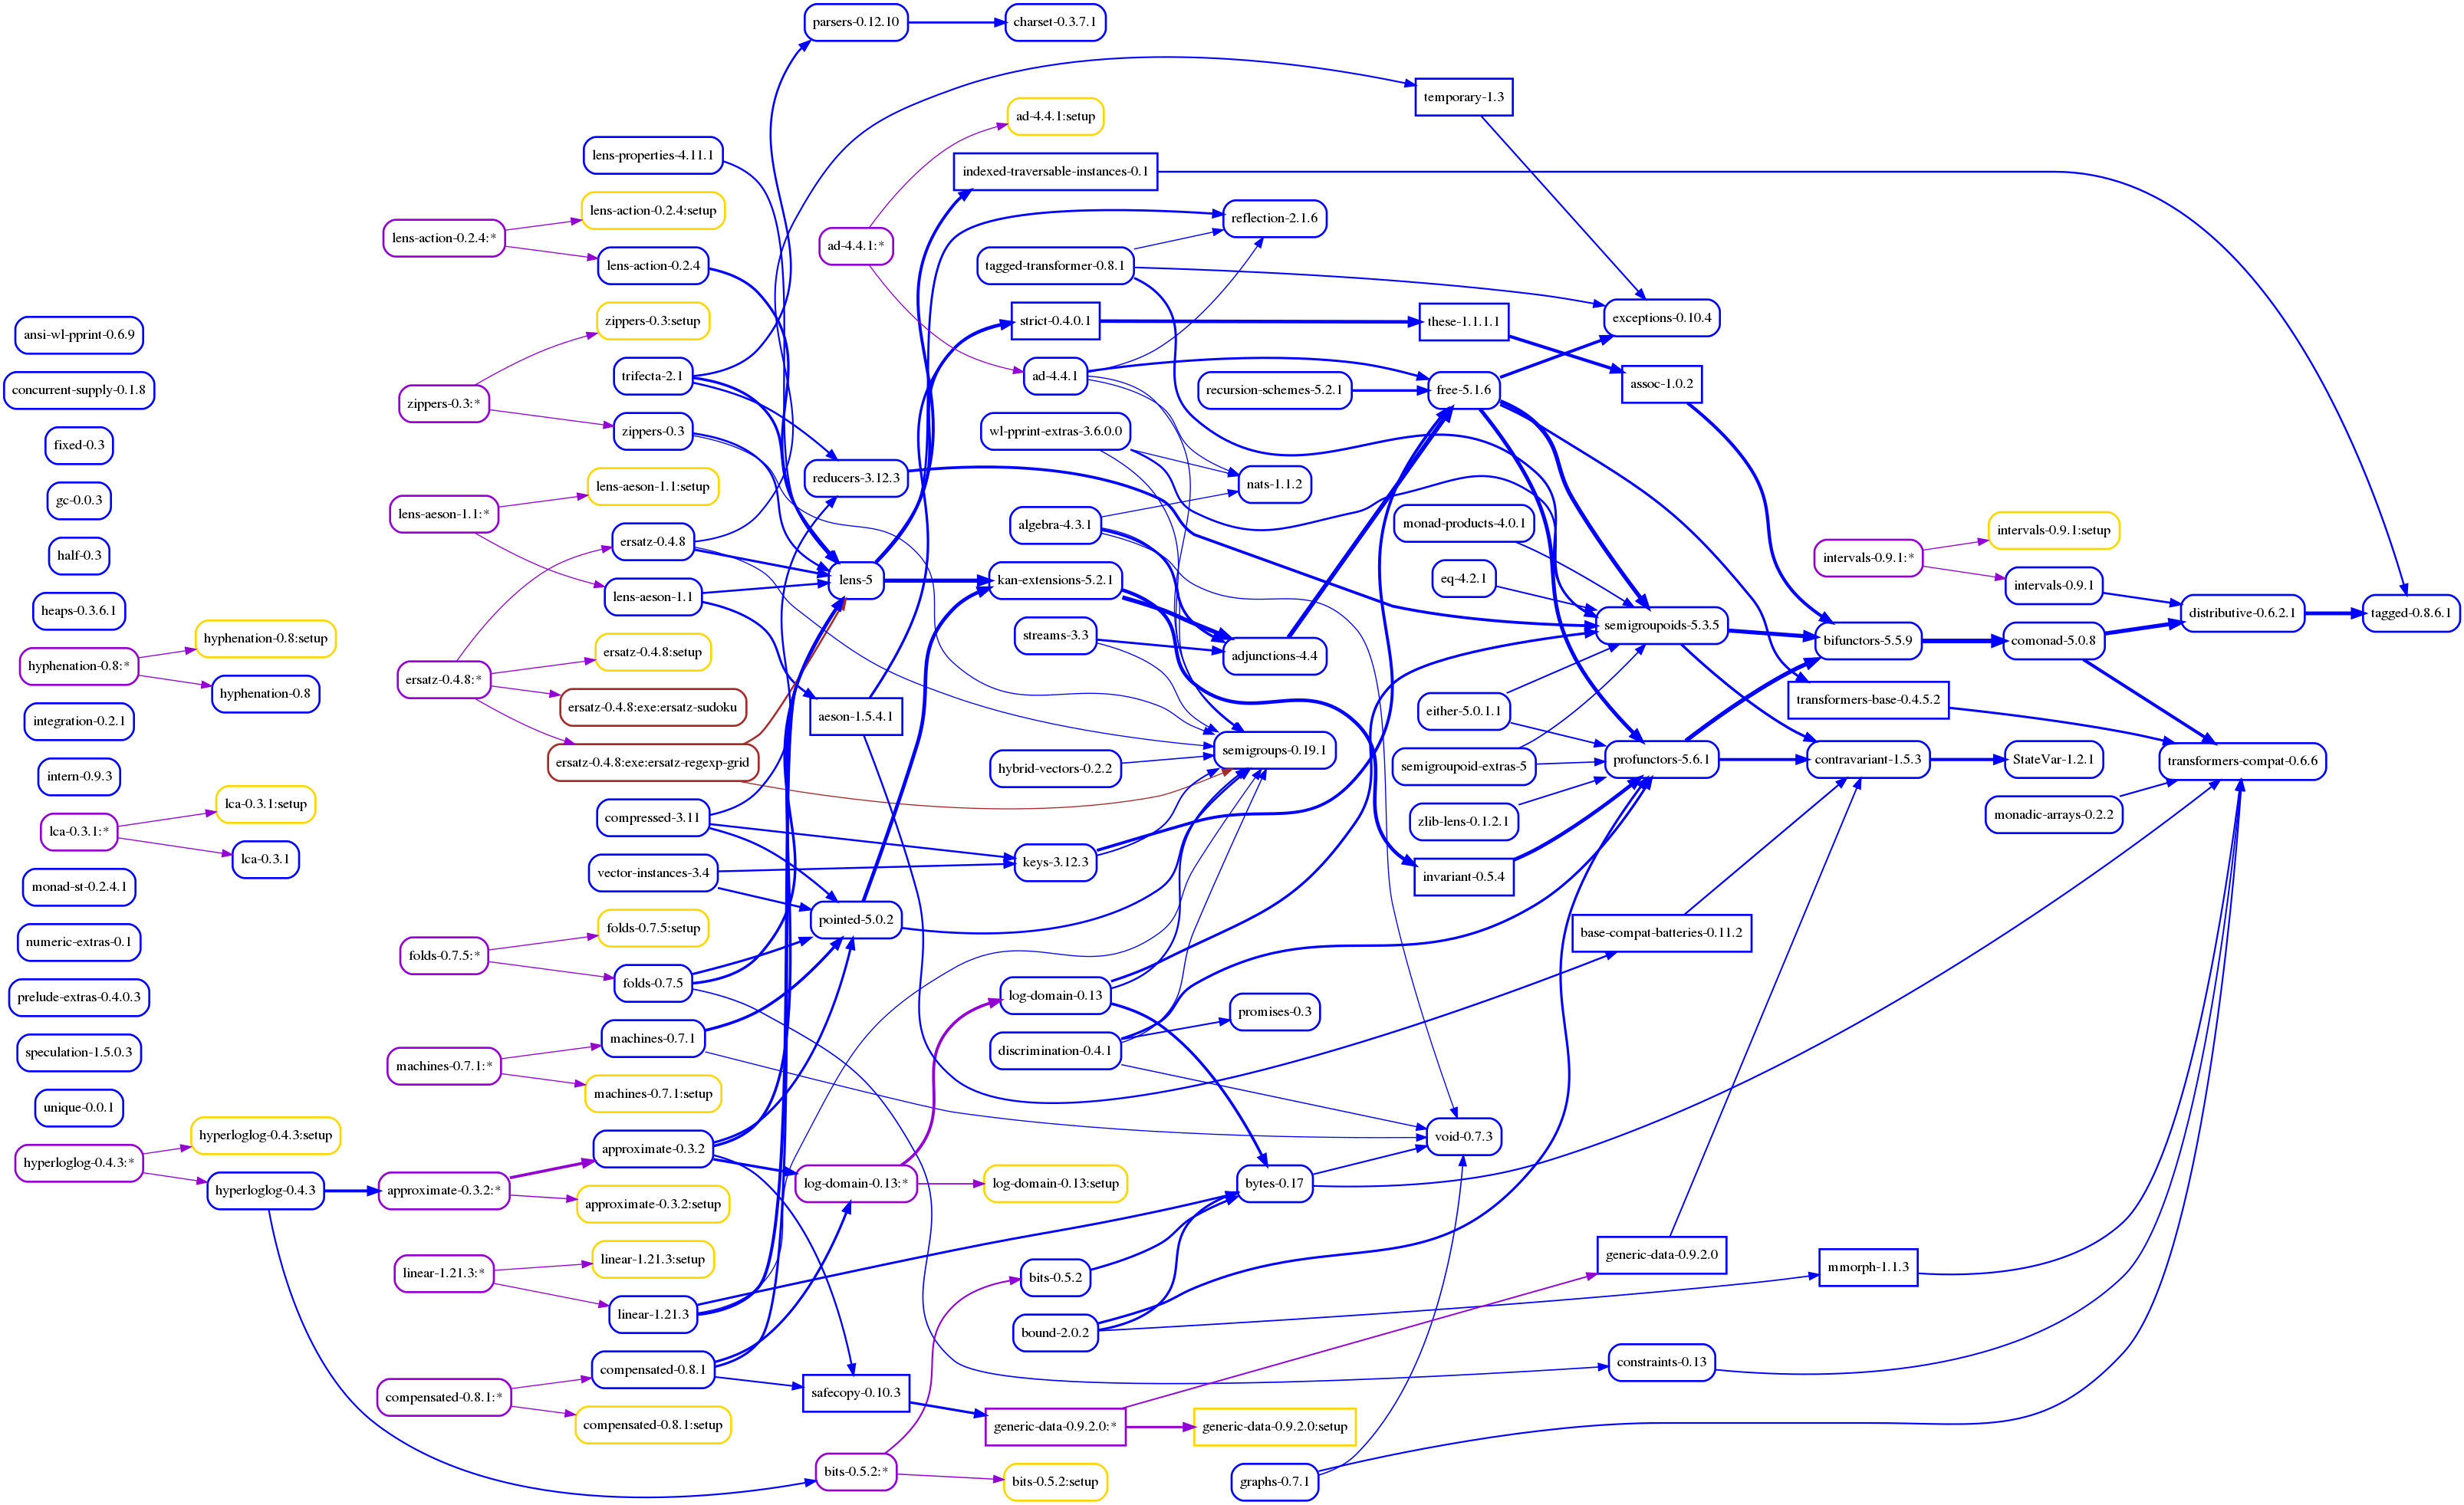 ansi-wl-pprint-0.6.9
concurrent-supply-0.1.8
fixed-0.3
gc-0.0.3
half-0.3
heaps-0.3.6.1
hyphenation-0.8:*
integration-0.2.1
intern-0.9.3
lca-0.3.1:*
monad-st-0.2.4.1
numeric-extras-0.1
prelude-extras-0.4.0.3
speculation-1.5.0.3
unique-0.0.1
hyperloglog-0.4.3:*
hyphenation-0.8:setup
hyphenation-0.8
lca-0.3.1:setup
lca-0.3.1
hyperloglog-0.4.3:setup
hyperloglog-0.4.3
lens-action-0.2.4:*
zippers-0.3:*
lens-aeson-1.1:*
ersatz-0.4.8:*
folds-0.7.5:*
machines-0.7.1:*
approximate-0.3.2:*
linear-1.21.3:*
compensated-0.8.1:*
lens-properties-4.11.1
lens-action-0.2.4:setup
lens-action-0.2.4
zippers-0.3:setup
trifecta-2.1
zippers-0.3
lens-aeson-1.1:setup
ersatz-0.4.8
lens-aeson-1.1
ersatz-0.4.8:setup
ersatz-0.4.8:exe:ersatz-sudoku
ersatz-0.4.8:exe:ersatz-regexp-grid
compressed-3.11
vector-instances-3.4
folds-0.7.5:setup
folds-0.7.5
machines-0.7.1
machines-0.7.1:setup
approximate-0.3.2
approximate-0.3.2:setup
linear-1.21.3:setup
linear-1.21.3
compensated-0.8.1
compensated-0.8.1:setup
parsers-0.12.10
ad-4.4.1:*
reducers-3.12.3
lens-5
aeson-1.5.4.1
pointed-5.0.2
log-domain-0.13:*
safecopy-0.10.3
bits-0.5.2:*
charset-0.3.7.1
ad-4.4.1:setup
indexed-traversable-instances-0.1
tagged-transformer-0.8.1
strict-0.4.0.1
ad-4.4.1
wl-pprint-extras-3.6.0.0
algebra-4.3.1
kan-extensions-5.2.1
streams-3.3
hybrid-vectors-0.2.2
keys-3.12.3
log-domain-0.13
discrimination-0.4.1
log-domain-0.13:setup
bits-0.5.2
bound-2.0.2
generic-data-0.9.2.0:*
bits-0.5.2:setup
reflection-2.1.6
recursion-schemes-5.2.1
nats-1.1.2
adjunctions-4.4
semigroups-0.19.1
promises-0.3
bytes-0.17
generic-data-0.9.2.0:setup
graphs-0.7.1
temporary-1.3
these-1.1.1.1
free-5.1.6
monad-products-4.0.1
eq-4.2.1
either-5.0.1.1
semigroupoid-extras-5
zlib-lens-0.1.2.1
invariant-0.5.4
void-0.7.3
exceptions-0.10.4
assoc-1.0.2
semigroupoids-5.3.5
profunctors-5.6.1
base-compat-batteries-0.11.2
generic-data-0.9.2.0
constraints-0.13
intervals-0.9.1:*
bifunctors-5.5.9
transformers-base-0.4.5.2
contravariant-1.5.3
mmorph-1.1.3
intervals-0.9.1:setup
intervals-0.9.1
comonad-5.0.8
StateVar-1.2.1
monadic-arrays-0.2.2
distributive-0.6.2.1
transformers-compat-0.6.6
tagged-0.8.6.1